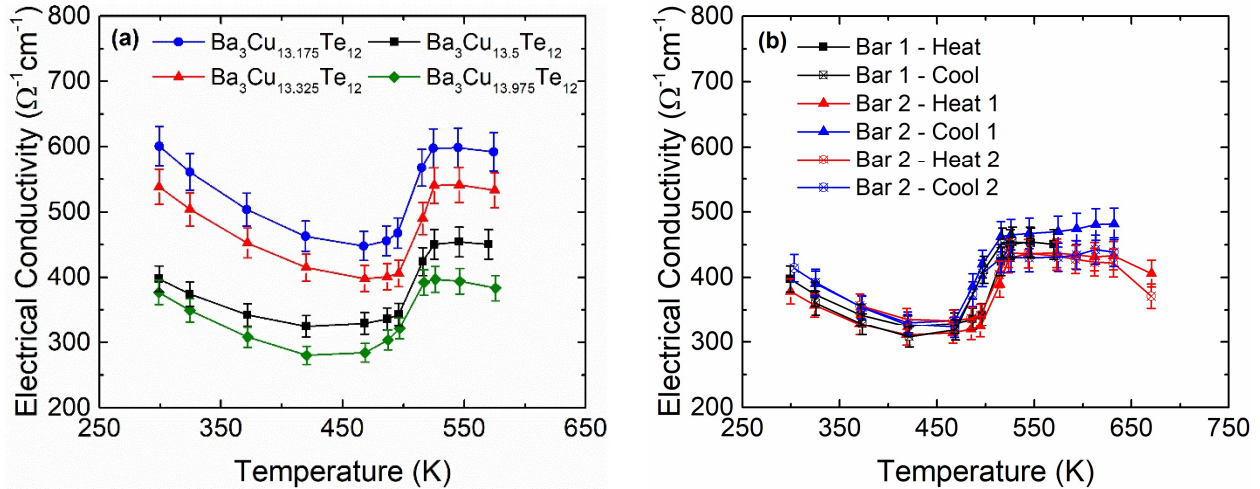 (a)
Ba₃Cu₁₃.₁₇₅Te₁₂
Ba₃Cu₁₃.₅Te₁₂
Ba₃Cu₁₃.₃₂₅Te₁₂
Ba₃Cu₁₃.₉₇₅Te₁₂
Electrical Conductivity (Ω⁻¹cm⁻¹)
800
700
600
500
400
300
200
250
350
450
550
650
Temperature (K)
(b)
Bar 1 - Heat
Bar 1 - Cool
Bar 2 - Heat 1
Bar 2 - Cool 1
Bar 2 - Heat 2
Bar 2 - Cool 2
Electrical Conductivity (Ω⁻¹cm⁻¹)
800
700
600
500
400
300
200
250
350
450
550
650
750
Temperature (K)